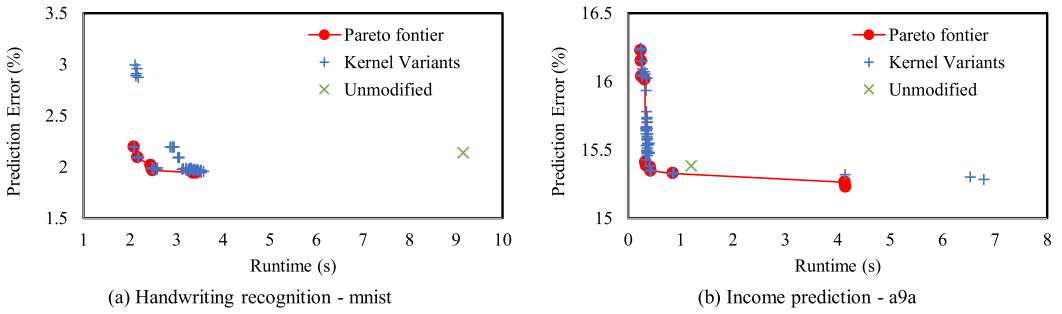 3.5
3
2.5
2
1.5
Prediction Error (%)
Pareto fontier
Kernel Variants
Unmodified
1 2 3 4 5 6 7 8 9 10
Runtime (s)
(a) Handwriting recognition - mnist
16.5
16
15.5
15
Prediction Error (%)
Pareto fontier
Kernel Variants
Unmodified
0 1 2 3 4 5 6 7 8
Runtime (s)
(b) Income prediction - a9a